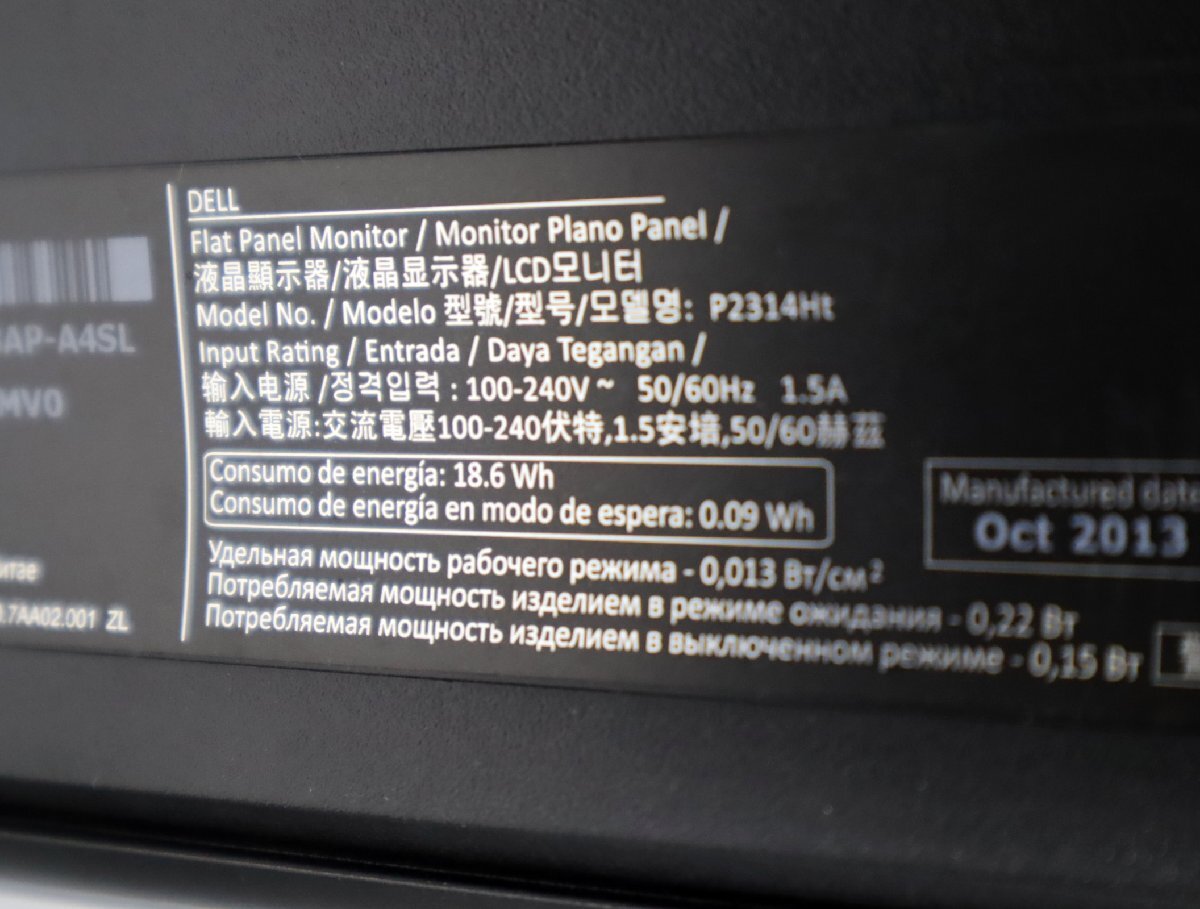 DELL
Flat Panel Monitor / Monitor Plano Panel /
液晶顯示器/液晶显示器/LCD모니터
Model No. / Modelo 型號/型号/모델명: P2314Ht
Input Rating / Entrada / Daya Tegangan /
输入电源 /정격입력 : 100-240V ~ 50/60Hz 1.5A
輸入電源:交流電壓100-240伏特,1.5安培,50/60赫茲
Consumo de energía: 18.6 Wh
Consumo de energía en modo de espera: 0.09 Wh
Удельная мощность рабочего режима - 0,013 Вт/см²
Потребляемая мощность изделием в режиме ожидания - 0,22 Вт
Потребляемая мощность изделием в выключенном режиме - 0,15 Вт
AP-A4SL
MV0
.7AA02.001 ZL
Manufactured date
Oct 2013